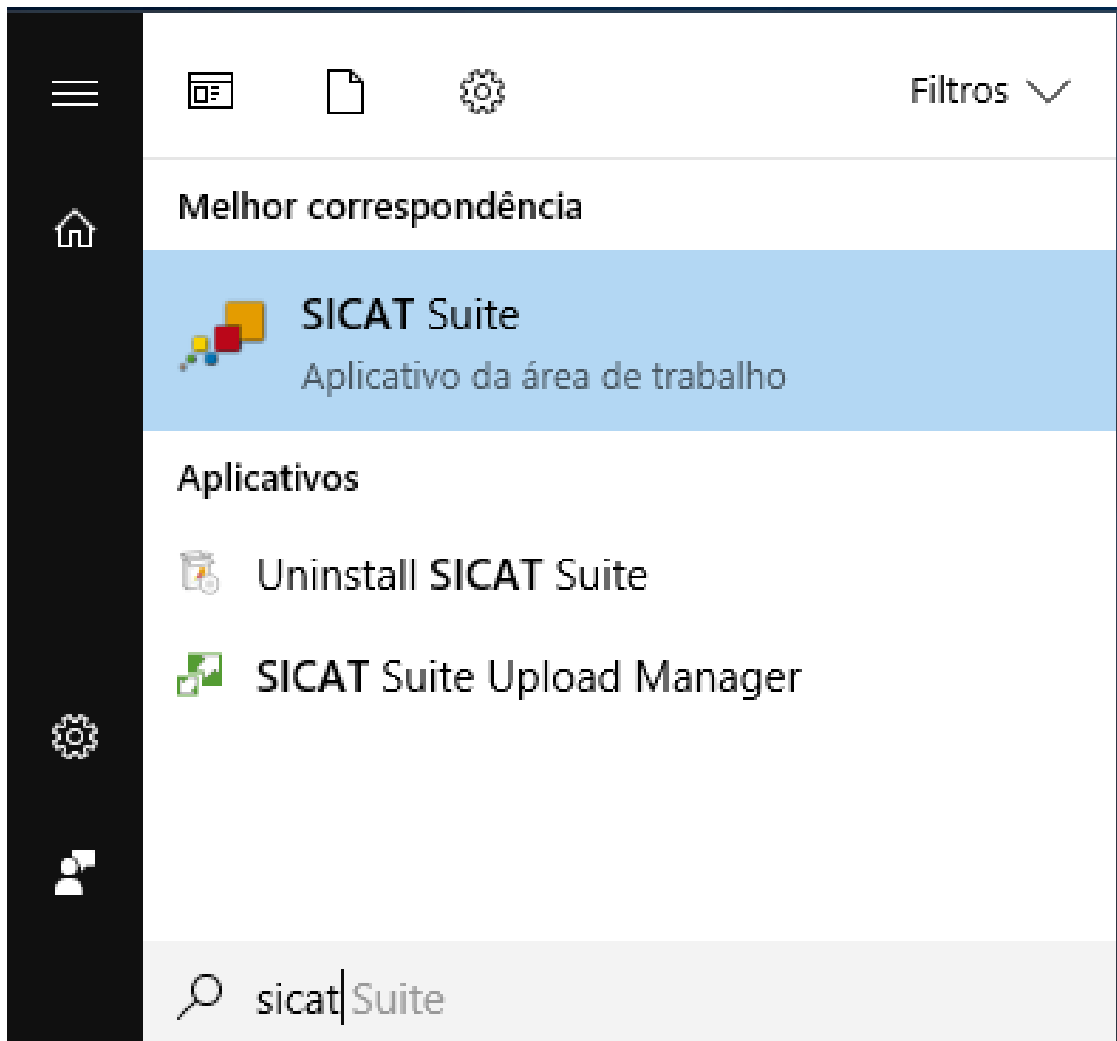 Filtros
Melhor correspondência
SICAT Suite
Aplicativo da área de trabalho
Aplicativos
Uninstall SICAT Suite
SICAT Suite Upload Manager
sicat Suite